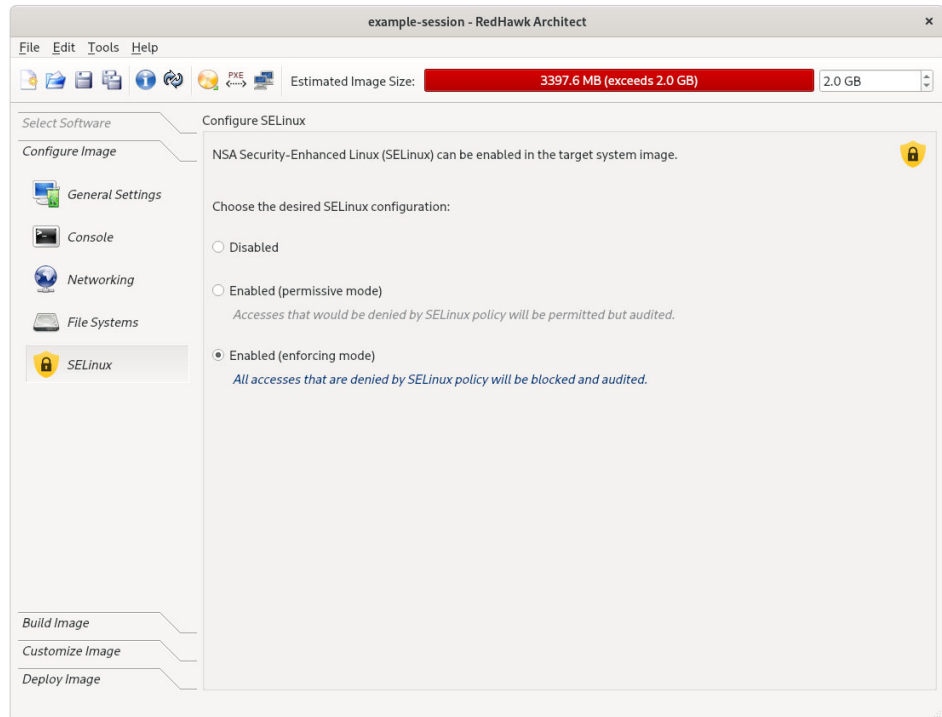 example-session - RedHawk Architect ×
File Edit Tools Help
PXE Estimated Image Size: 3397.6 MB (exceeds 2.0 GB) 2.0 GB
Select Software
Configure Image
General Settings
Console
Networking
File Systems
SELinux
Build Image
Customize Image
Deploy Image
Configure SELinux
NSA Security-Enhanced Linux (SELinux) can be enabled in the target system image.
Choose the desired SELinux configuration:
Disabled
Enabled (permissive mode)
Accesses that would be denied by SELinux policy will be permitted but audited.
Enabled (enforcing mode)
All accesses that are denied by SELinux policy will be blocked and audited.